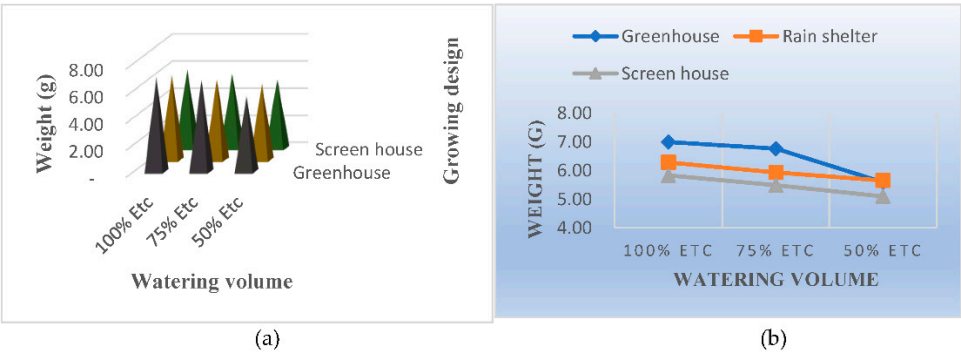 Weight (g)
8.00
6.00
4.00
2.00
-
100% Etc
75% Etc
50% Etc
Watering volume
Screen house
Greenhouse
Growing design
(a)
Greenhouse
Rain shelter
Screen house
WEIGHT (G)
8.00
7.00
6.00
5.00
4.00
100% ETC
75% ETC
50% ETC
WATERING VOLUME
(b)